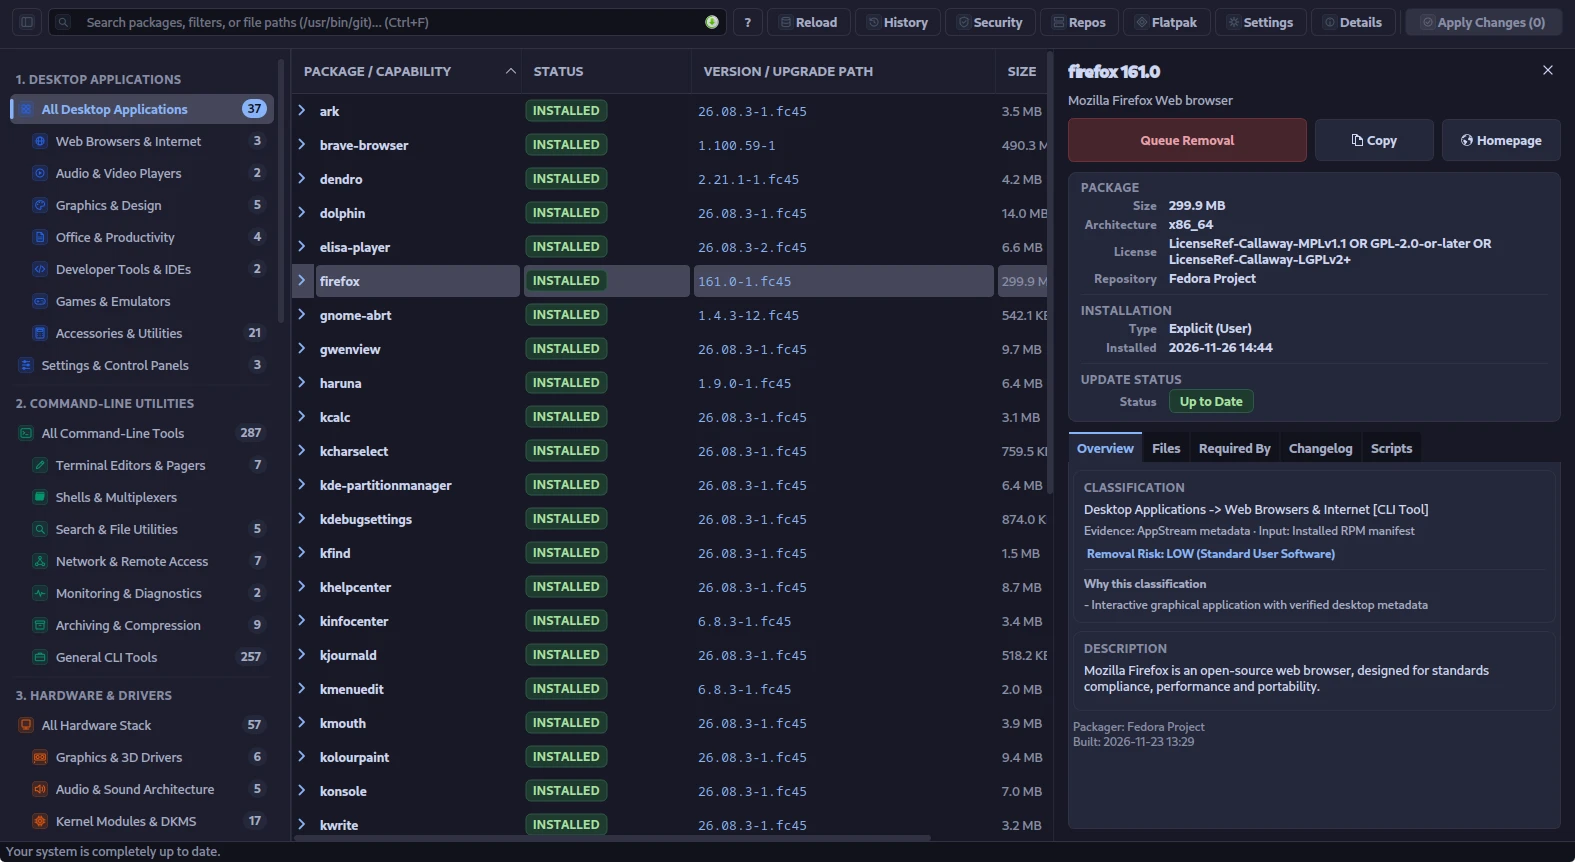 Search packages, filters, or file paths (/usr/bin/git)... (Ctrl+F)
?
Reload
History
Security
Repos
Flatpak
Settings
Details
Apply Changes (0)
1. DESKTOP APPLICATIONS
All Desktop Applications 37
Web Browsers & Internet 3
Audio & Video Players 2
Graphics & Design 5
Office & Productivity 4
Developer Tools & IDEs 2
Games & Emulators
Accessories & Utilities 21
Settings & Control Panels 3
2. COMMAND-LINE UTILITIES
All Command-Line Tools 287
Terminal Editors & Pagers 7
Shells & Multiplexers
Search & File Utilities 5
Network & Remote Access 7
Monitoring & Diagnostics 2
Archiving & Compression 9
General CLI Tools 257
3. HARDWARE & DRIVERS
All Hardware Stack 57
Graphics & 3D Drivers 6
Audio & Sound Architecture 5
Kernel Modules & DKMS 17
PACKAGE / CAPABILITY STATUS VERSION / UPGRADE PATH SIZE
ark INSTALLED 26.08.3-1.fc45 3.5 MB
brave-browser INSTALLED 1.100.59-1 490.3 M
dendro INSTALLED 2.21.1-1.fc45 4.2 MB
dolphin INSTALLED 26.08.3-1.fc45 14.0 MB
elisa-player INSTALLED 26.08.3-2.fc45 6.6 MB
firefox INSTALLED 161.0-1.fc45 299.9 M
gnome-abrt INSTALLED 1.4.3-12.fc45 542.1 KB
gwenview INSTALLED 26.08.3-1.fc45 9.7 MB
haruna INSTALLED 1.9.0-1.fc45 6.4 MB
kcalc INSTALLED 26.08.3-1.fc45 3.1 MB
kcharselect INSTALLED 26.08.3-1.fc45 759.5 K
kde-partitionmanager INSTALLED 26.08.3-1.fc45 6.4 MB
kdebugsettings INSTALLED 26.08.3-1.fc45 874.0 K
kfind INSTALLED 26.08.3-1.fc45 1.5 MB
khelpcenter INSTALLED 26.08.3-1.fc45 8.7 MB
kinfocenter INSTALLED 6.8.3-1.fc45 3.4 MB
kjournald INSTALLED 26.08.3-1.fc45 518.2 KB
kmenuedit INSTALLED 6.8.3-1.fc45 2.0 MB
kmouth INSTALLED 26.08.3-1.fc45 3.9 MB
kolourpaint INSTALLED 26.08.3-1.fc45 9.4 MB
konsole INSTALLED 26.08.3-1.fc45 7.0 MB
kwrite INSTALLED 26.08.3-1.fc45 3.2 MB
firefox 161.0
Mozilla Firefox Web browser
Queue Removal
Copy
Homepage
PACKAGE
Size 299.9 MB
Architecture x86_64
License LicenseRef-Callaway-MPLv1.1 OR GPL-2.0-or-later OR
LicenseRef-Callaway-LGPLv2+
Repository Fedora Project
INSTALLATION
Type Explicit (User)
Installed 2026-11-26 14:44
UPDATE STATUS
Status Up to Date
Overview Files Required By Changelog Scripts
CLASSIFICATION
Desktop Applications -> Web Browsers & Internet [CLI Tool]
Evidence: AppStream metadata · Input: Installed RPM manifest
Removal Risk: LOW (Standard User Software)
Why this classification
- Interactive graphical application with verified desktop metadata
DESCRIPTION
Mozilla Firefox is an open-source web browser, designed for standards
compliance, performance and portability.
Packager: Fedora Project
Built: 2026-11-23 13:29
Your system is completely up to date.